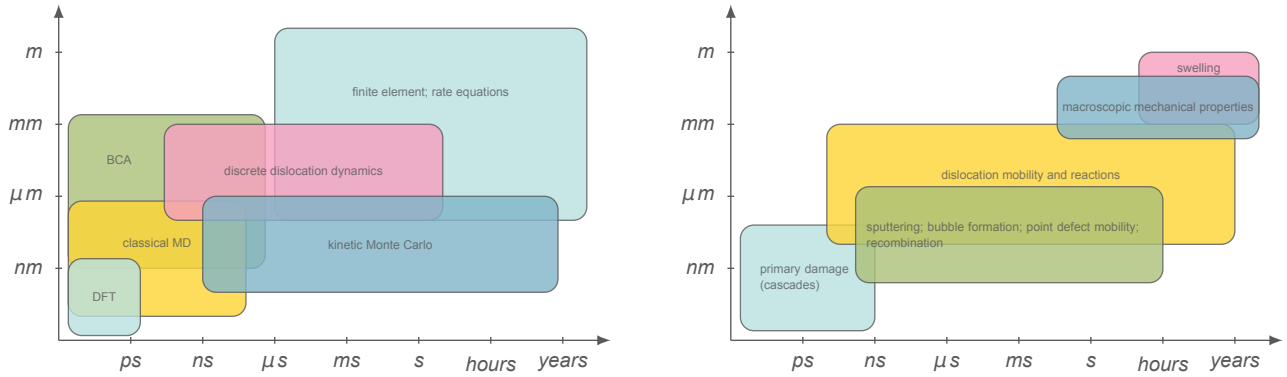 m
mm
μm
nm
finite element; rate equations
BCA
discrete dislocation dynamics
classical MD
kinetic Monte Carlo
DFT
ps
ns
μs
ms
s
hours
years
m
mm
μm
nm
swelling
macroscopic mechanical properties
dislocation mobility and reactions
sputtering; bubble formation; point defect mobility;
recombination
primary damage
(cascades)
ps
ns
μs
ms
s
hours
years